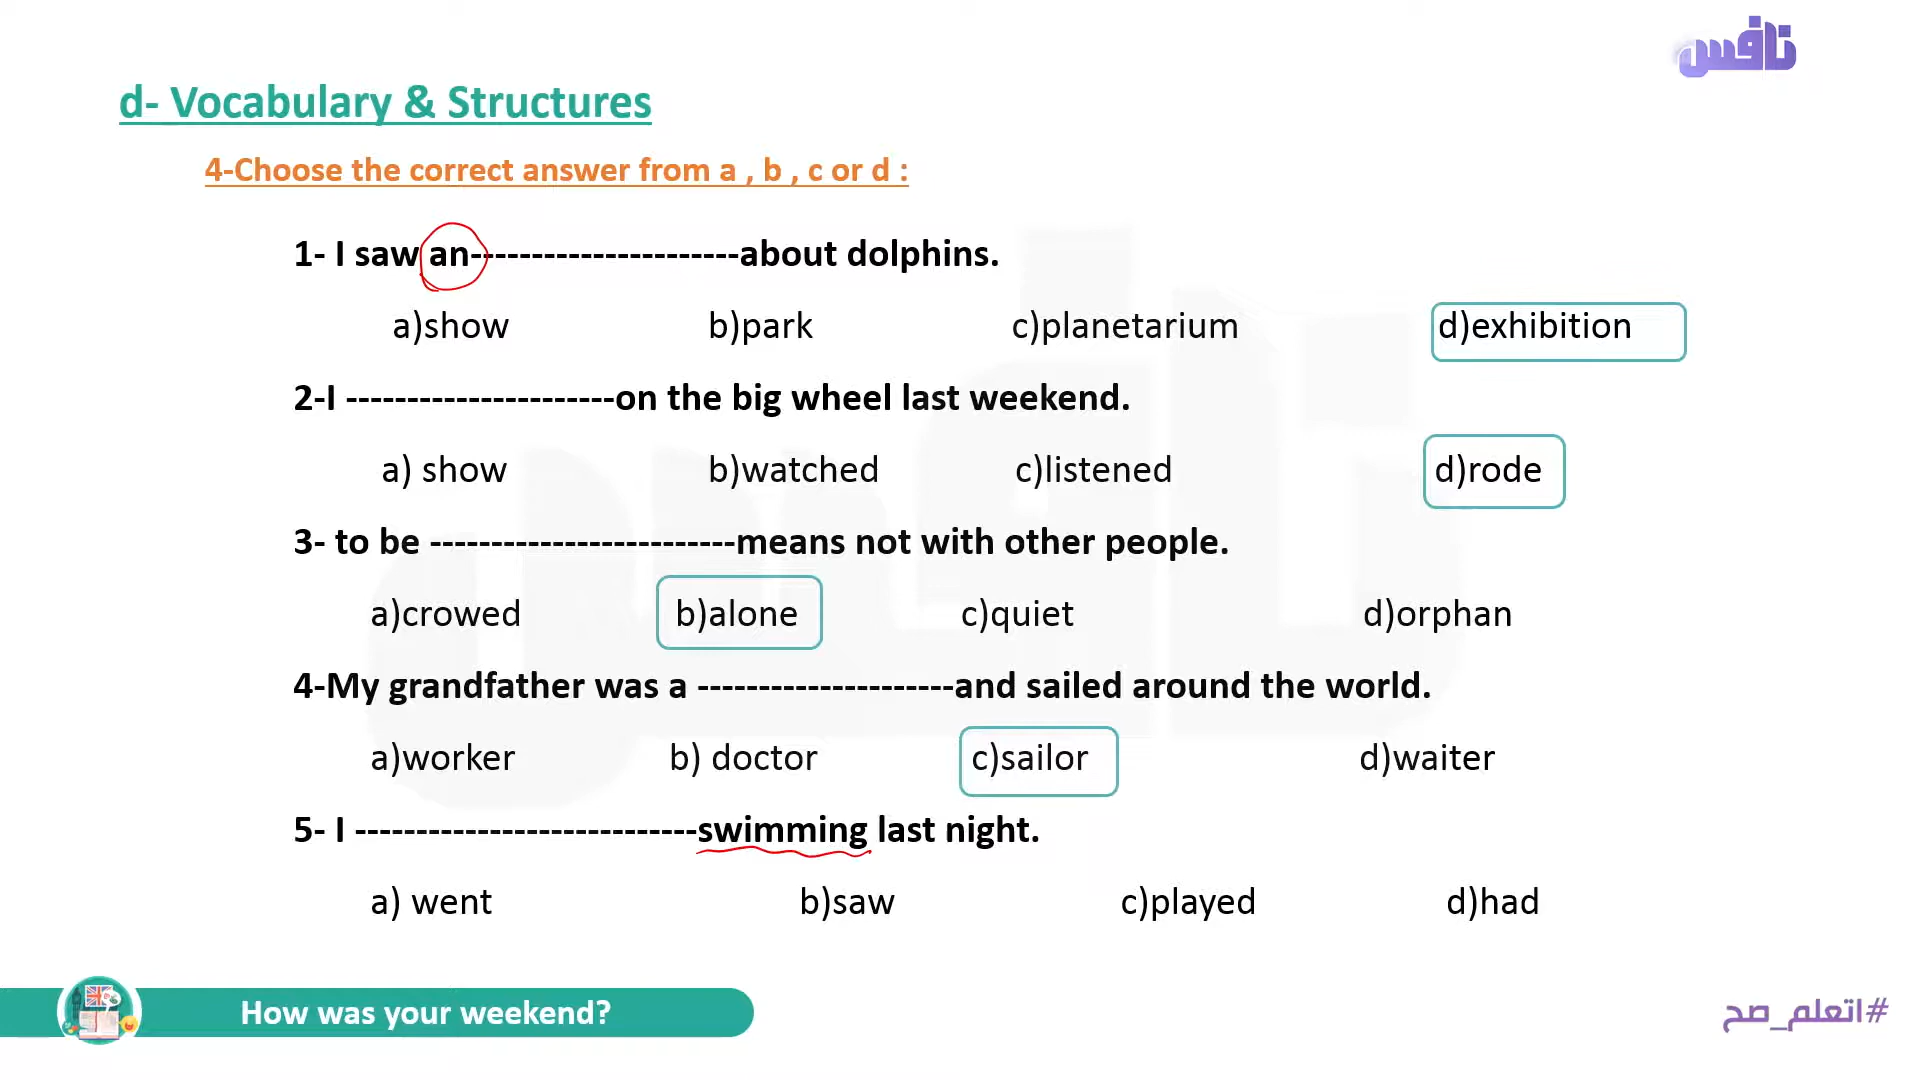 نافس
d- Vocabulary & Structures
4-Choose the correct answer from a , b , c or d :
1- I saw an----------------------about dolphins.
a)show b)park c)planetarium d)exhibition
2-I ----------------------on the big wheel last weekend.
a) show b)watched c)listened d)rode
3- to be -------------------------means not with other people.
a)crowed b)alone c)quiet d)orphan
4-My grandfather was a ---------------------and sailed around the world.
a)worker b) doctor c)sailor d)waiter
5- I ----------------------------swimming last night.
a) went b)saw c)played d)had
How was your weekend?
#اتعلم_صح